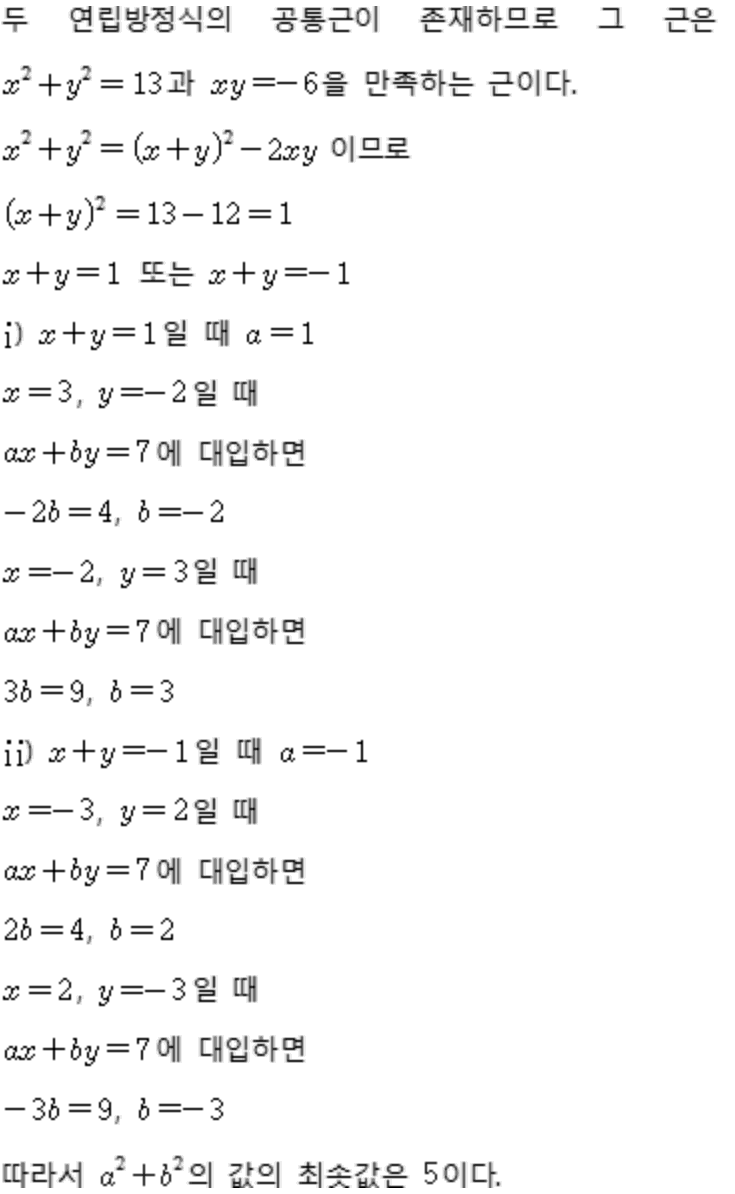 두 연립방정식의 공통근이 존재하므로 그 근은
x²+y²=13과 xy=-6을 만족하는 근이다.
x²+y²=(x+y)²-2xy 이므로
(x+y)²=13-12=1
x+y=1 또는 x+y=-1
i) x+y=1일 때 a=1
x=3, y=-2일 때
ax+by=7에 대입하면
-2b=4, b=-2
x=-2, y=3일 때
ax+by=7에 대입하면
3b=9, b=3
ii) x+y=-1일 때 a=-1
x=-3, y=2일 때
ax+by=7에 대입하면
2b=4, b=2
x=2, y=-3일 때
ax+by=7에 대입하면
-3b=9, b=-3
따라서 a²+b²의 값의 최솟값은 5이다.